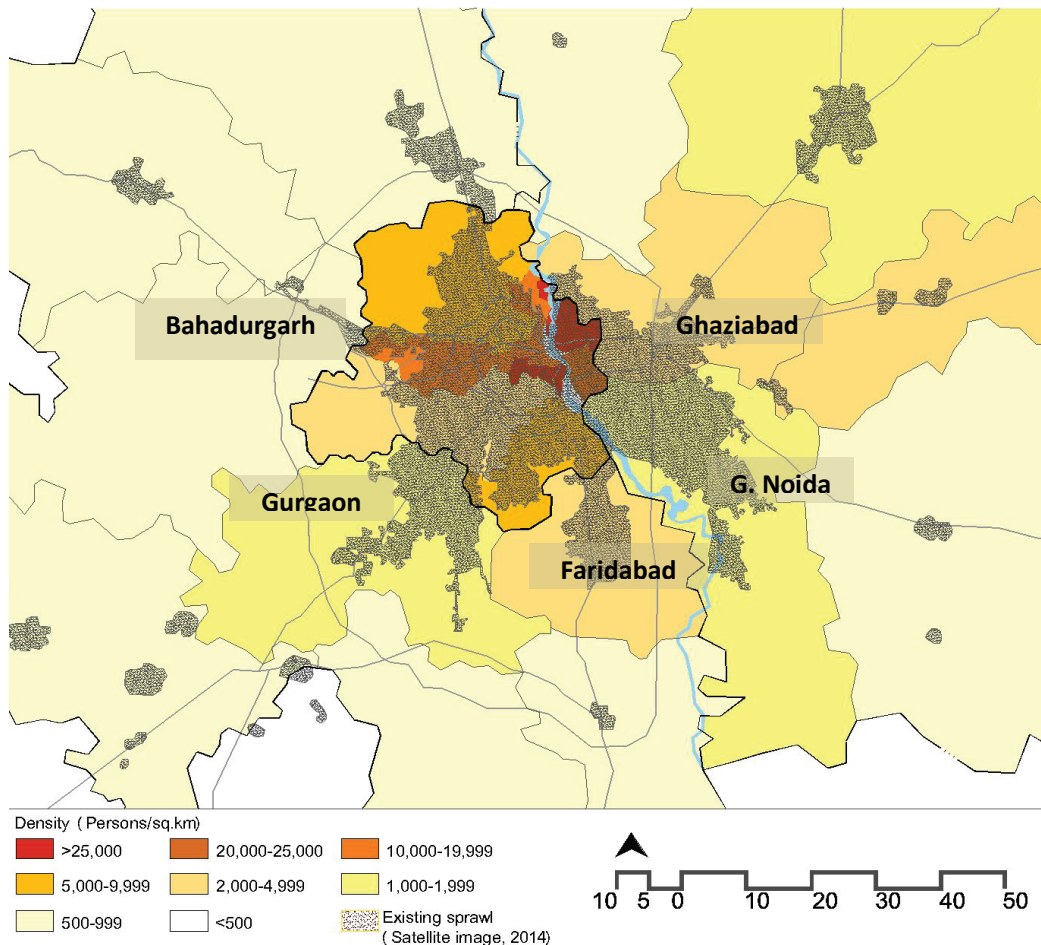 Bahadurgarh
Ghaziabad
Gurgaon
G. Noida
Faridabad
Density ( Persons/sq.km)
>25,000
20,000-25,000
10,000-19,999
5,000-9,999
2,000-4,999
1,000-1,999
500-999
<500
Existing sprawl
( Satellite image, 2014)
10 5 0 10 20 30 40 50